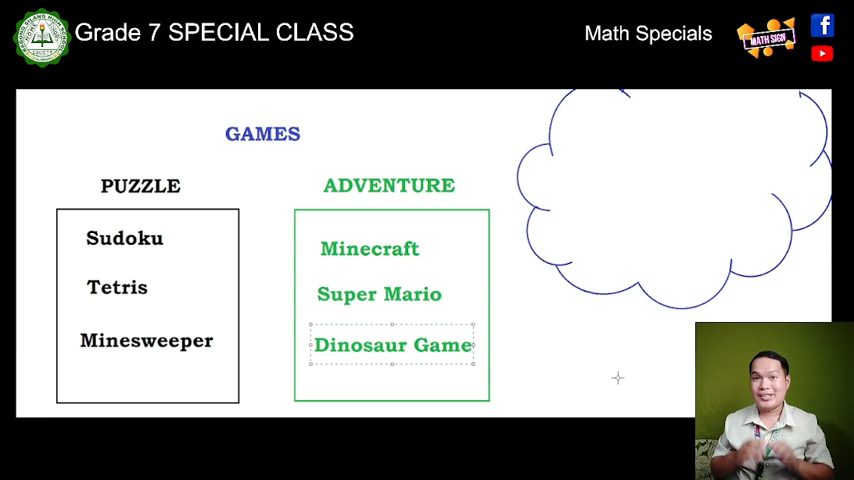 Grade 7 SPECIAL CLASS
Math Specials
MATH SIGN
GAMES
PUZZLE
ADVENTURE
Sudoku
Minecraft
Tetris
Super Mario
Minesweeper
Dinosaur Game